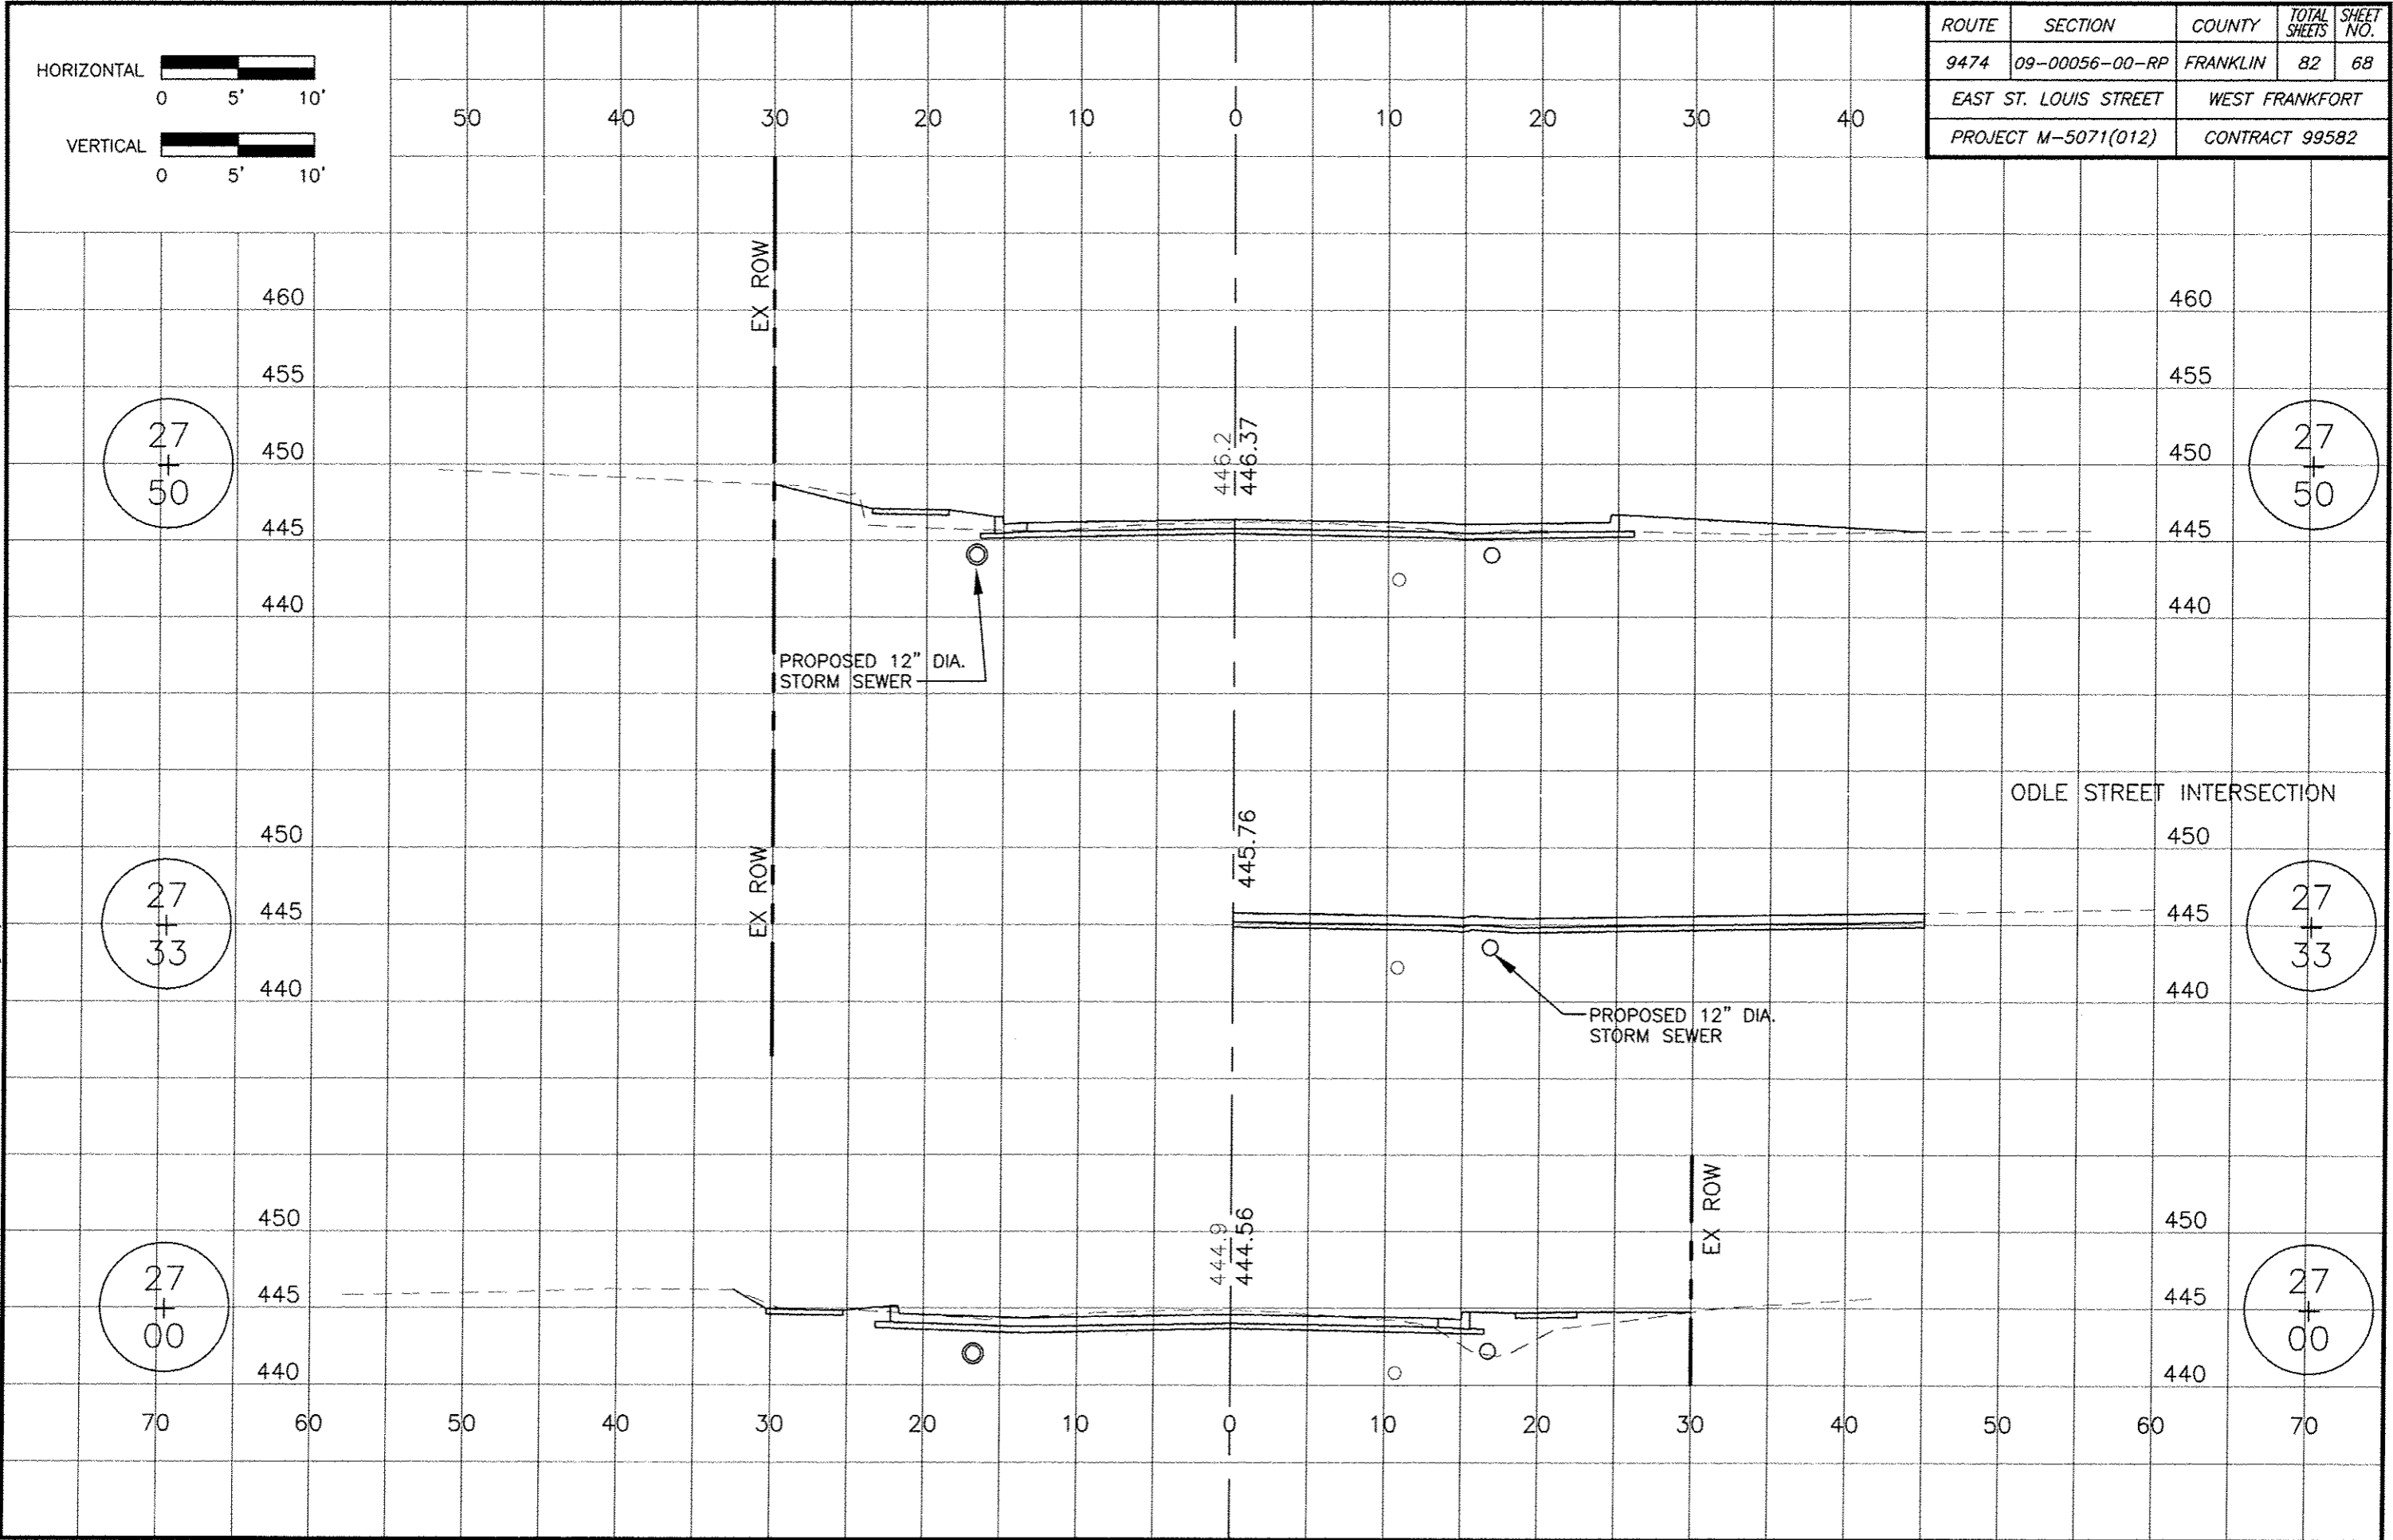 HORIZONTAL
0 5' 10'
VERTICAL
0 5' 10'
ROUTE SECTION COUNTY TOTAL SHEETS SHEET NO.
9474 09-00056-00-RP FRANKLIN 82 68
EAST ST. LOUIS STREET WEST FRANKFORT
PROJECT M-5071(012) CONTRACT 99582
50 40 30 20 10 0 10 20 30 40
EX ROW
460 460
455 455
446.2 446.37
27 + 50 450 450 27 + 50
445 445
440 440
PROPOSED 12" DIA.
STORM SEWER
ODLE STREET INTERSECTION
450 450
EX ROW
445.76
27 + 33 445 445 27 + 33
440 440
PROPOSED 12" DIA.
STORM SEWER
EX ROW
450 450
444.9 444.56
27 + 00 445 445 27 + 00
440 440
70 60 50 40 30 20 10 0 10 20 30 40 50 60 70